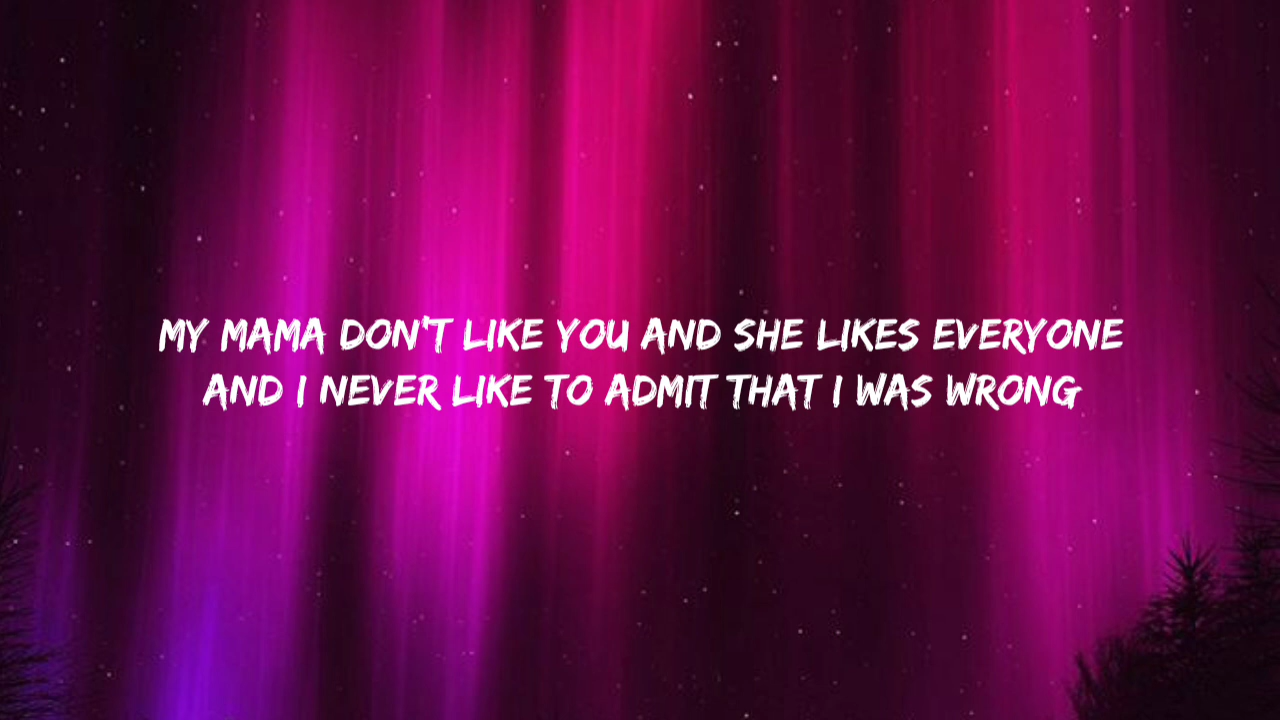 MY MAMA DON'T LIKE YOU AND SHE LIKES EVERYONE
AND I NEVER LIKE TO ADMIT THAT I WAS WRONG